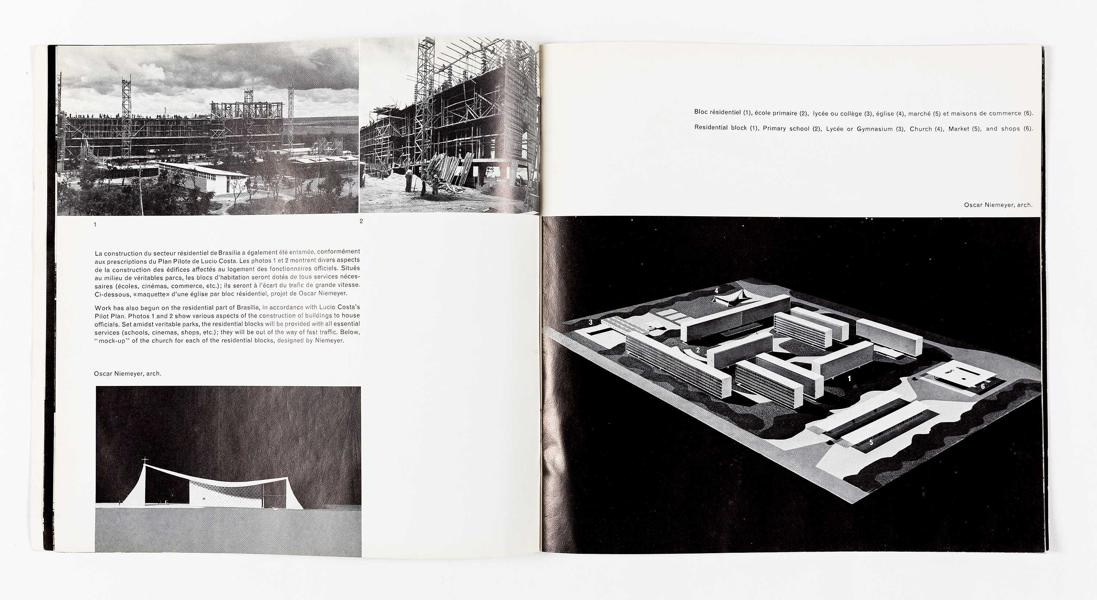 1
2
La construction du secteur résidentiel de Brasilia a également été entamée, conformément
aux prescriptions du Plan Pilote de Lucio Costa. Les photos 1 et 2 montrent divers aspects
de la construction des édifices affectés au logement des fonctionnaires officiels. Situés
au milieu de véritables parcs, les blocs d'habitation seront dotés de tous services néces-
saires (écoles, cinémas, commerce, etc.); ils seront à l'écart du trafic de grande vitesse.
Ci-dessous, «maquette» d'une église par bloc résidentiel, projet de Oscar Niemeyer.
Work has also begun on the residential part of Brasilia, in accordance with Lucio Costa's
Pilot Plan. Photos 1 and 2 show various aspects of the construction of buildings to house
officials. Set amidst veritable parks, the residential blocks will be provided with all essential
services (schools, cinemas, shops, etc.); they will be out of the way of fast traffic. Below,
"mock-up" of the church for each of the residential blocks, designed by Niemeyer.
Oscar Niemeyer, arch.
Bloc résidentiel (1), école primaire (2), lycée ou collège (3), église (4), marché (5) et maisons de commerce (6).
Residential block (1), Primary school (2), Lycée or Gymnasium (3), Church (4), Market (5), and shops (6).
Oscar Niemeyer, arch.
4
3
2
1
6
5